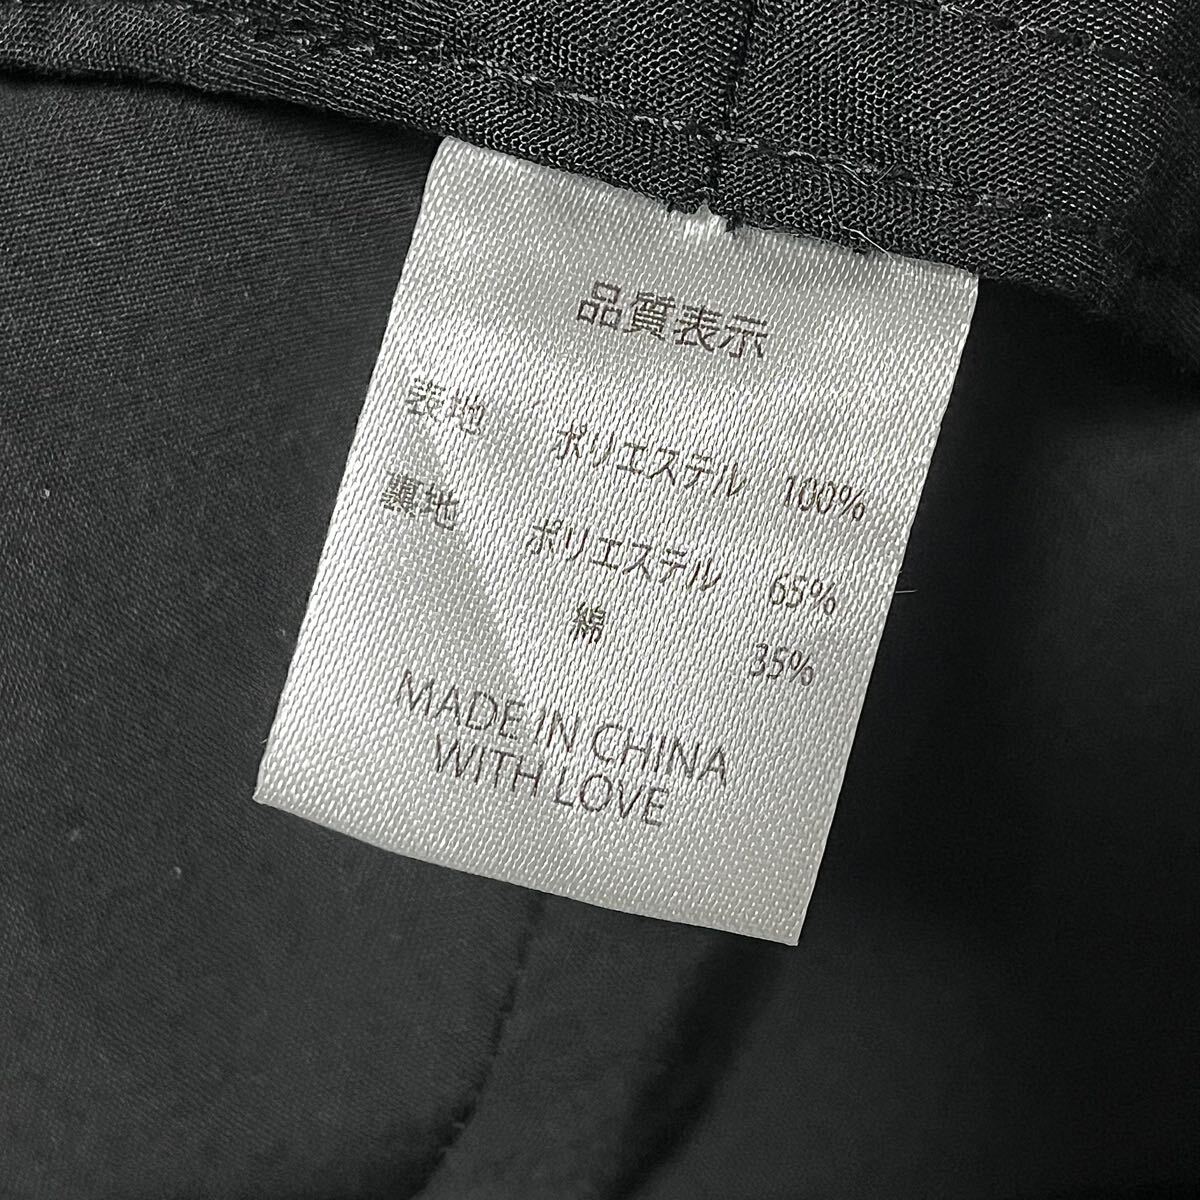 品質表示
表地 ポリエステル 100%
裏地 ポリエステル 65%
綿 35%
MADE IN CHINA
WITH LOVE